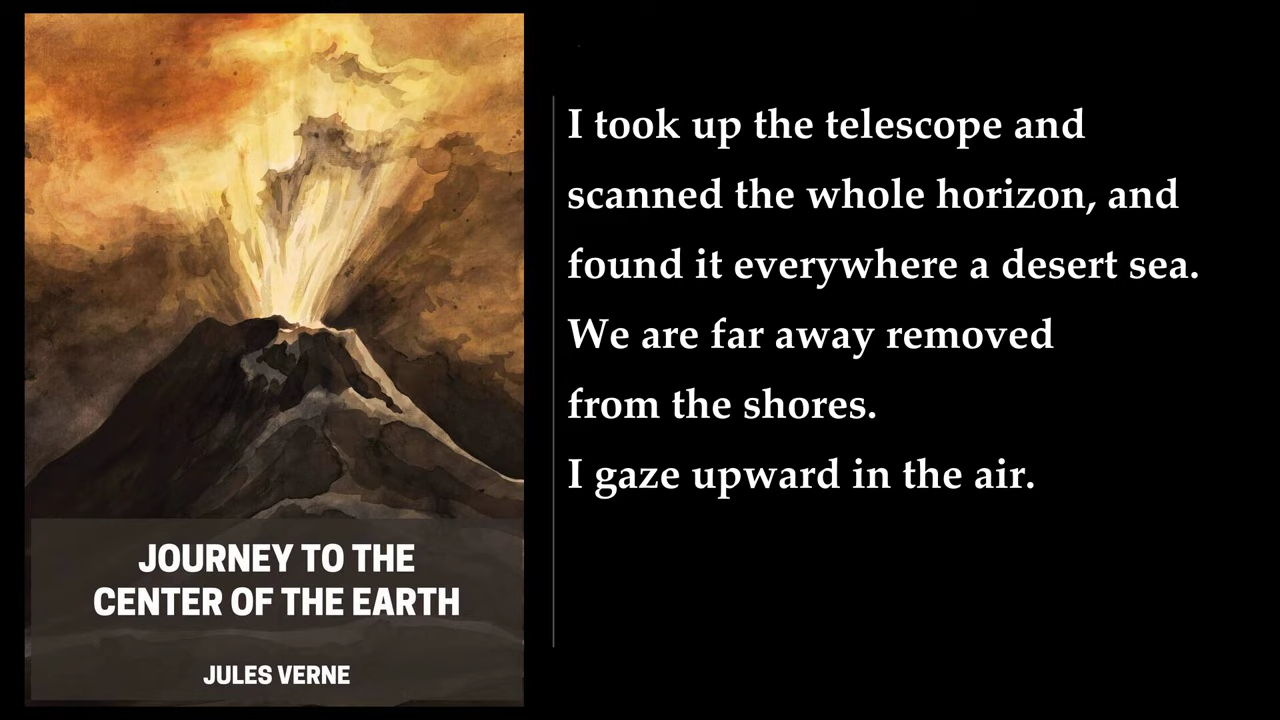 I took up the telescope and
scanned the whole horizon, and
found it everywhere a desert sea.
We are far away removed
from the shores.
I gaze upward in the air.
JOURNEY TO THE
CENTER OF THE EARTH
JULES VERNE